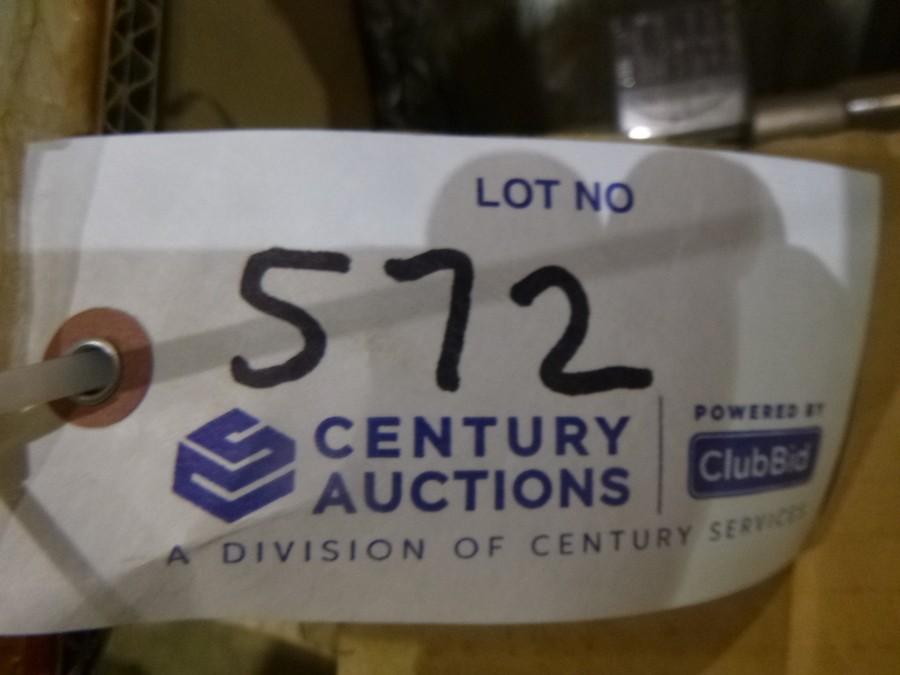 LOT NO
572
CENTURY
AUCTIONS
POWERED BY
ClubBid
A DIVISION OF CENTURY SERVICES